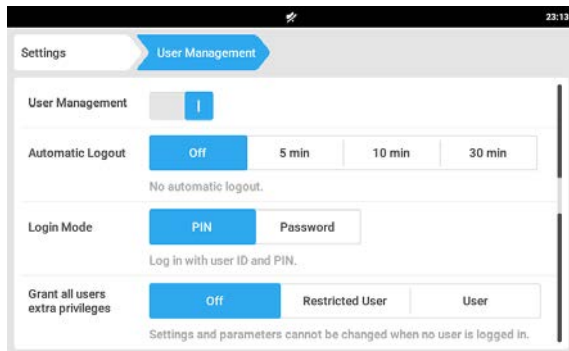 23:13
Settings
User Management
User Management
Automatic Logout
Off
5 min
10 min
30 min
No automatic logout.
Login Mode
PIN
Password
Log in with user ID and PIN.
Grant all users
extra privileges
Off
Restricted User
User
Settings and parameters cannot be changed when no user is logged in.